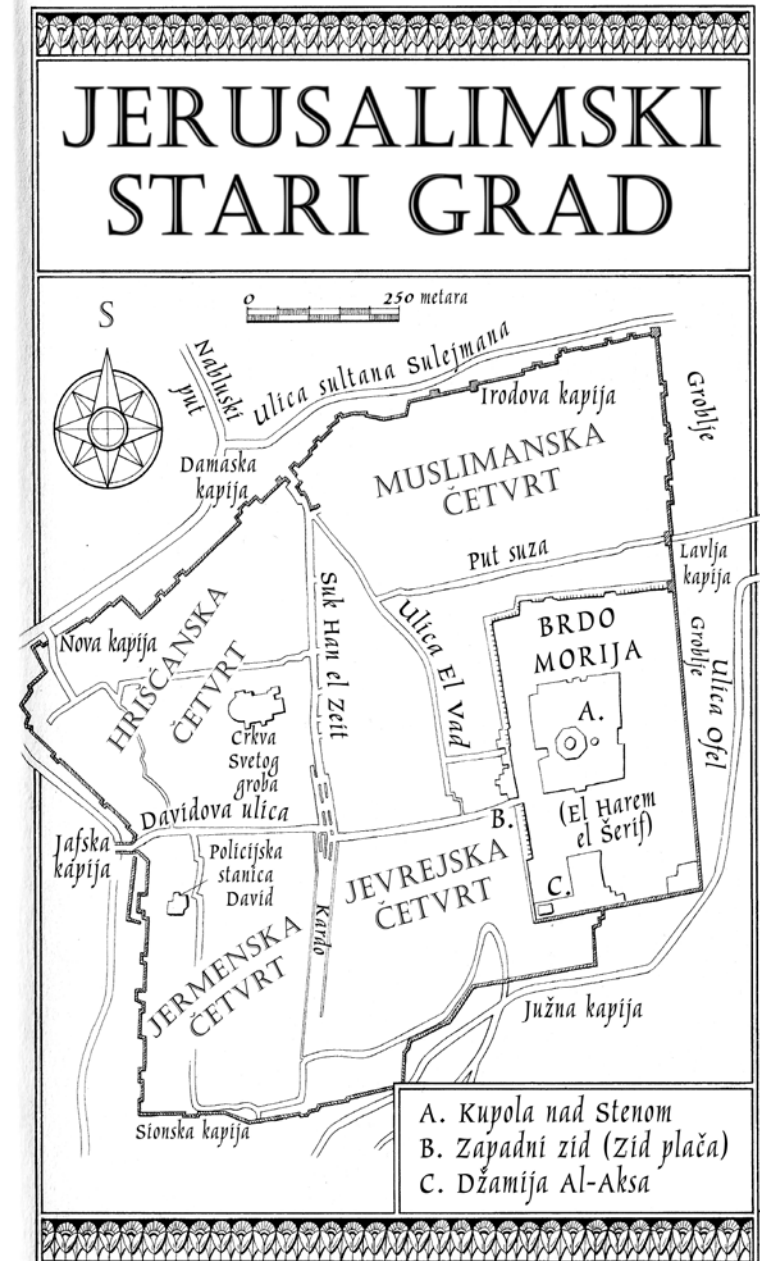 JERUSALIMSKI
STARI GRAD
0 250 metara
S
Nabluski
put
Ulica sultana Sulejmana
Irodova kapija
Groblje
Damaska
kapija
MUSLIMANSKA
ČETVRT
Put suza
Lavlja
kapija
Suk Han el Zeit
Ulica El Vad
BRDO
MORIJA
Groblje
Ulica Ofel
Nova kapija
HRIŠĆANSKA
ČETVRT
A.
Crkva
Svetog
groba
Davidova ulica
B.
(El Harem
el Šerif)
Jafska
kapija
Policijska
stanica
David
JEVREJSKA
ČETVRT
C.
Kardo
JERMENSKA
ČETVRT
Južna kapija
Sionska kapija
A. Kupola nad Stenom
B. Zapadni zid (Zid plača)
C. Džamija Al-Aksa